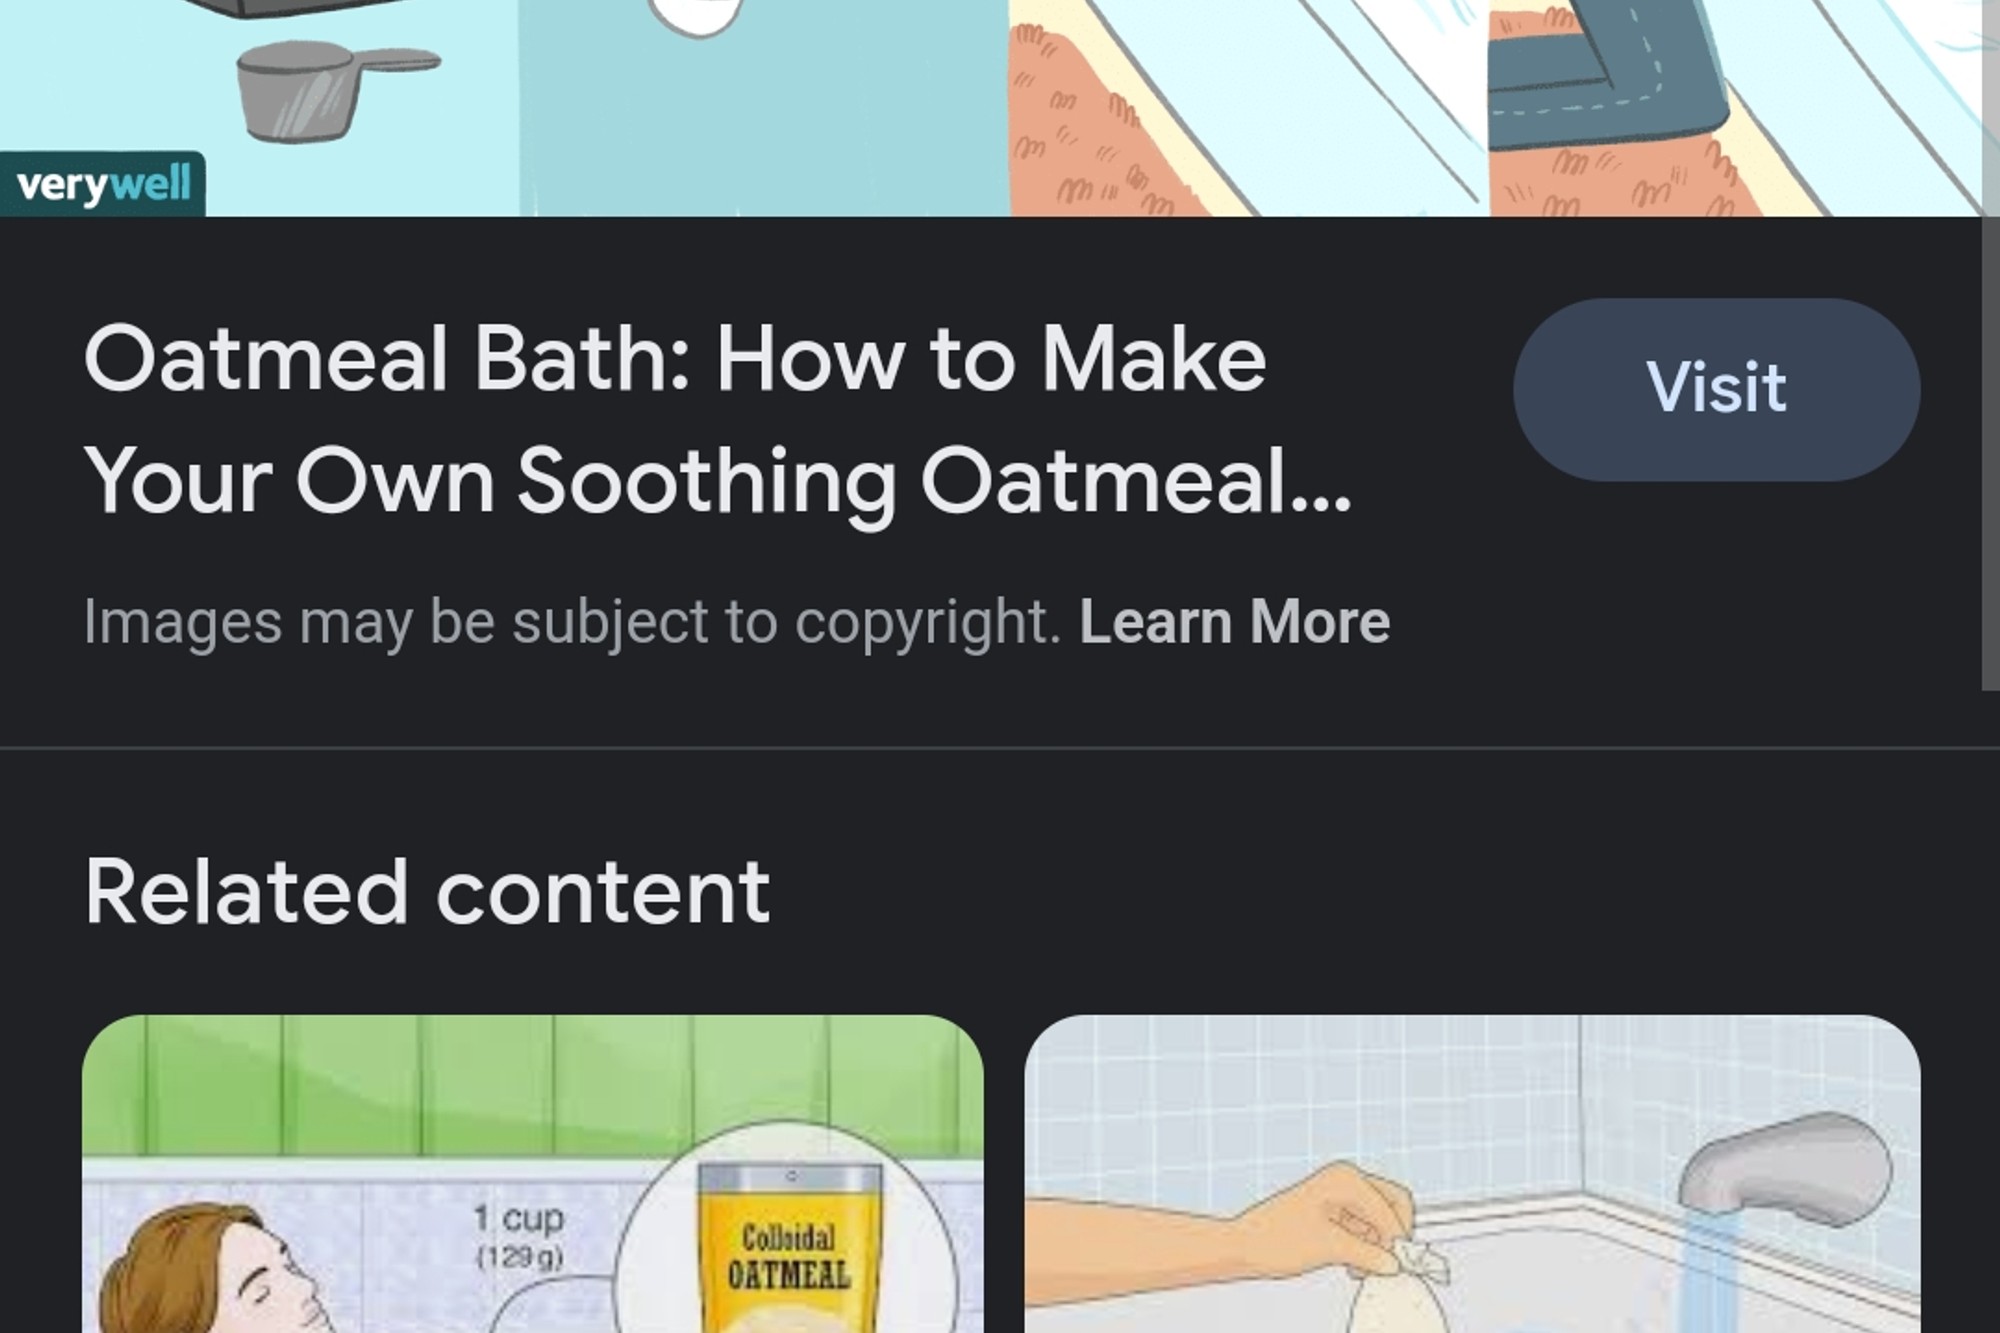 verywell
Oatmeal Bath: How to Make
Your Own Soothing Oatmeal...
Visit
Images may be subject to copyright. Learn More
Related content
1 cup
(129g)
Colloidal
OATMEAL